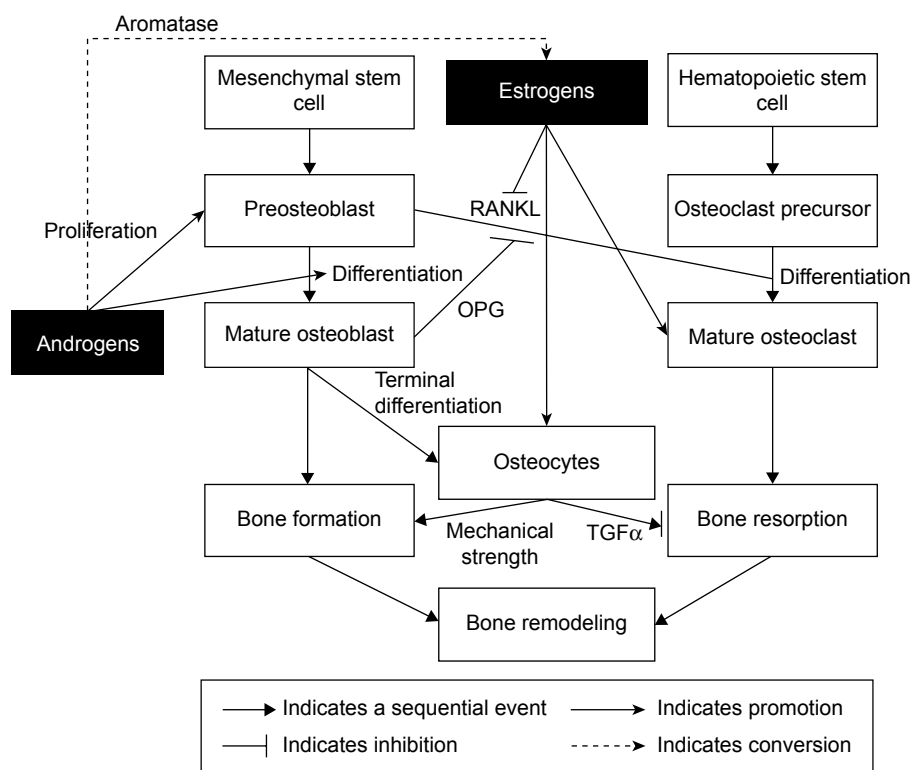 Aromatase
Mesenchymal stem
cell
Estrogens
Hematopoietic stem
cell
Preosteoblast
RANKL
Osteoclast precursor
Proliferation
Differentiation
Differentiation
OPG
Androgens
Mature osteoblast
Mature osteoclast
Terminal
differentiation
Osteocytes
Bone formation
Mechanical
strength
TGFα
Bone resorption
Bone remodeling
Indicates a sequential event
Indicates promotion
Indicates inhibition
Indicates conversion